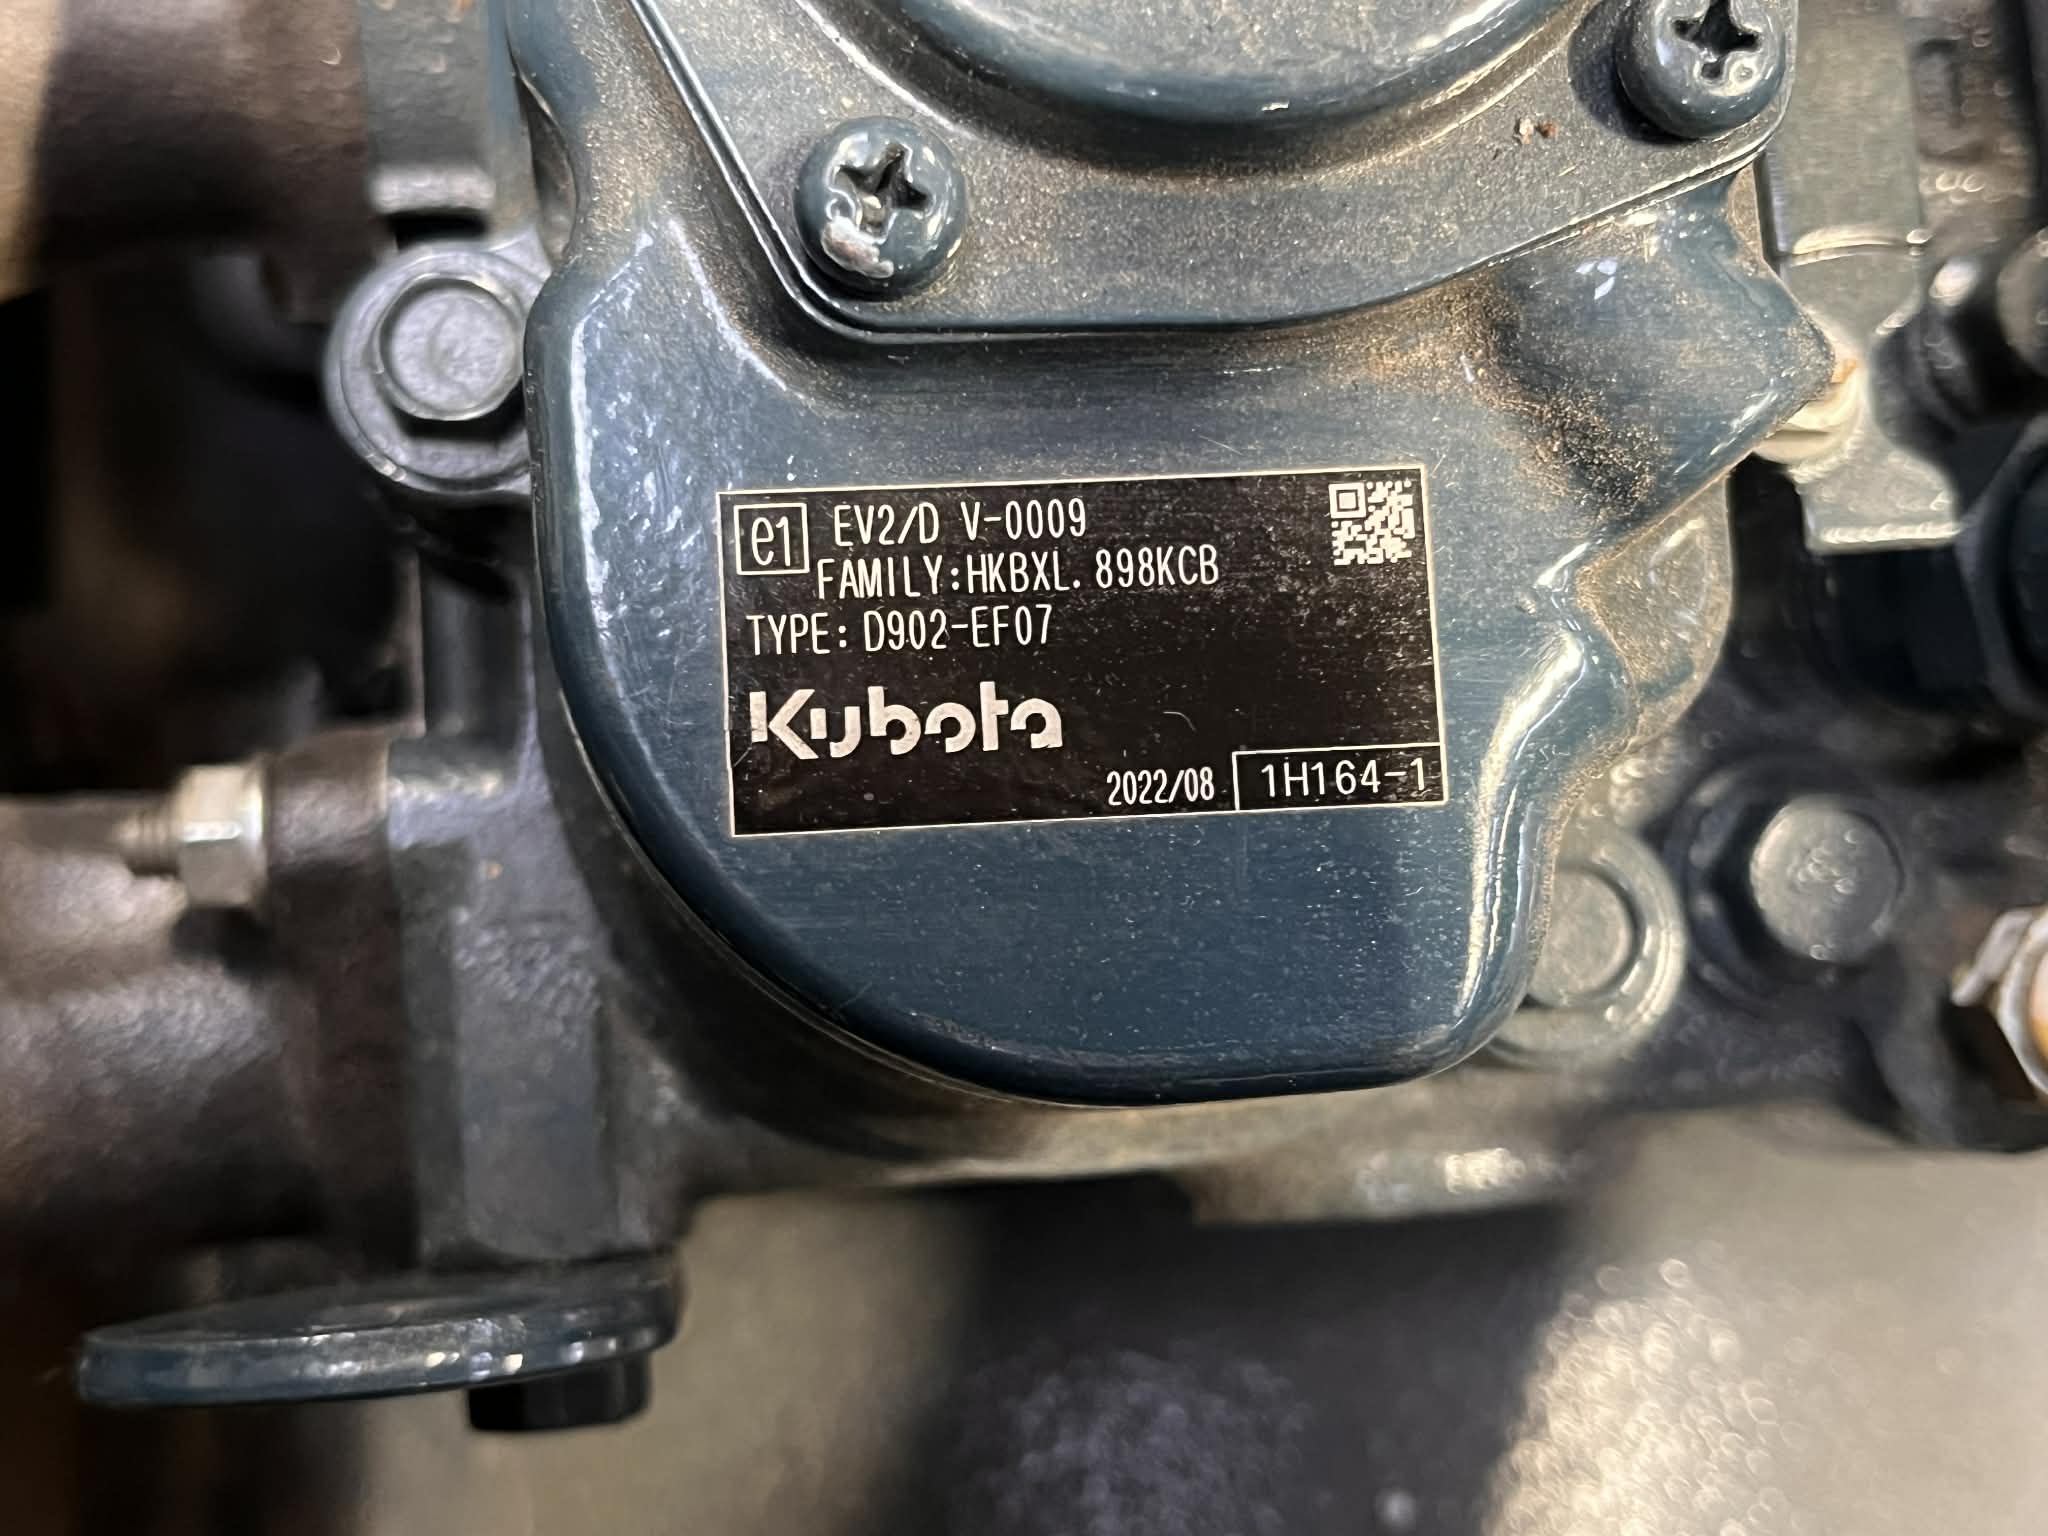 e1 EV2/D V-0009
FAMILY:HKBXL.898KCB
TYPE: D902-EF07
Kubota
2022/08 1H164-1